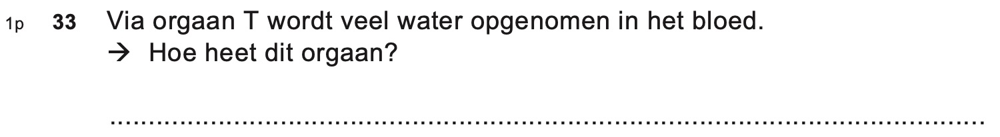 1p 33 Via orgaan T wordt veel water opgenomen in het bloed.
→ Hoe heet dit orgaan?
....................................................................................................................